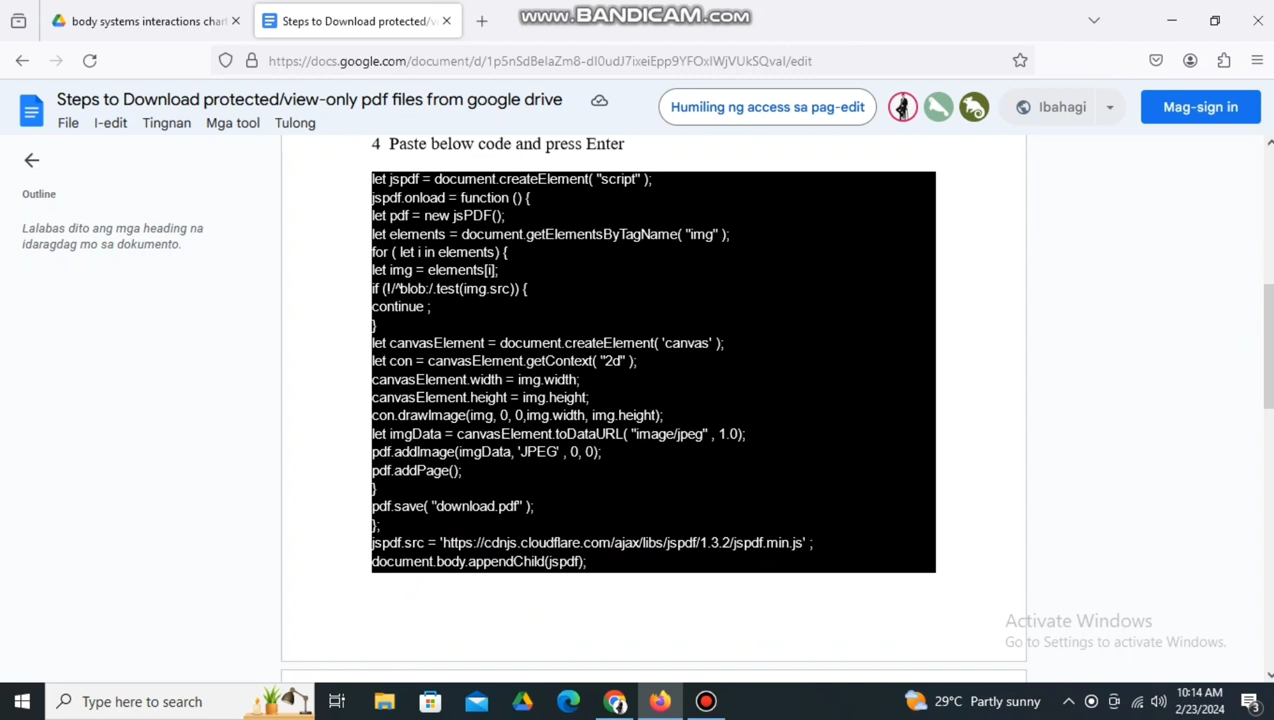 www.BANDICAM.com
body systems interactions chart
Steps to Download protected/v
https://docs.google.com/document/d/1p5nSdBeIaZm8-dI0udJ7ixeiEpp9YFOxIWjVUkSQvaI/edit
Steps to Download protected/view-only pdf files from google drive
Humiling ng access sa pag-edit
Ibahagi
Mag-sign in
File I-edit Tingnan Mga tool Tulong
Outline
Lalabas dito ang mga heading na
idaragdag mo sa dokumento.
4 Paste below code and press Enter
let jspdf = document.createElement( "script" );
jspdf.onload = function () {
let pdf = new jsPDF();
let elements = document.getElementsByTagName( "img" );
for ( let i in elements) {
let img = elements[i];
if (!/^blob:/.test(img.src)) {
continue ;
}
let canvasElement = document.createElement( 'canvas' );
let con = canvasElement.getContext( "2d" );
canvasElement.width = img.width;
canvasElement.height = img.height;
con.drawImage(img, 0, 0,img.width, img.height);
let imgData = canvasElement.toDataURL( "image/jpeg" , 1.0);
pdf.addImage(imgData, 'JPEG' , 0, 0);
pdf.addPage();
}
pdf.save( "download.pdf" );
};
jspdf.src = 'https://cdnjs.cloudflare.com/ajax/libs/jspdf/1.3.2/jspdf.min.js' ;
document.body.appendChild(jspdf);
Activate Windows
Go to Settings to activate Windows.
Type here to search
29°C Partly sunny
10:14 AM
2/23/2024
3